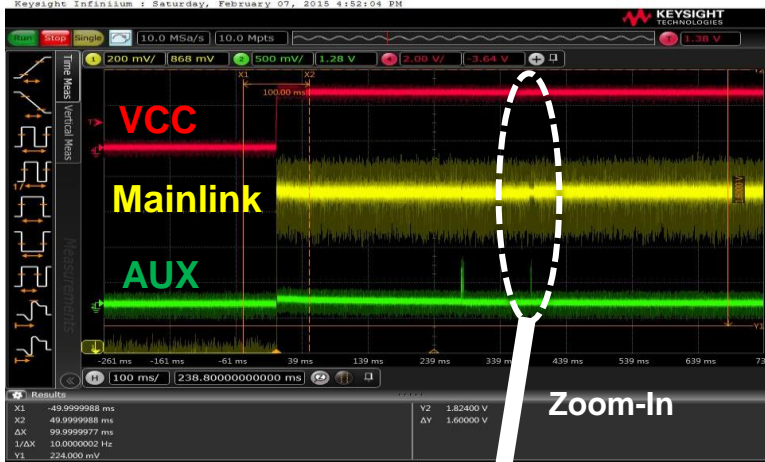 Keysight Infiniium : Saturday, February 07, 2015 4:52:04 PM
KEYSIGHT
TECHNOLOGIES
Run Stop Single 10.0 MSa/s 10.0 Mpts 1.38 V
1 200 mV/ 868 mV 2 500 mV/ 1.28 V 2.00 V/ -3.64 V
Time Meas
Vertical Meas
Measurements
X1 X2
100.00 ms
VCC
Mainlink
AUX
Y1
-261 ms -161 ms -61 ms 39 ms 139 ms 239 ms 339 m 439 ms 539 ms 639 ms 73
H 100 ms/ 238.80000000000 ms
Results
X1 -49.9999988 ms
X2 49.9999988 ms
ΔX 99.9999977 ms
1/ΔX 10.0000002 Hz
Y1 224.000 mV
Y2 1.82400 V
ΔY 1.60000 V
Zoom-In